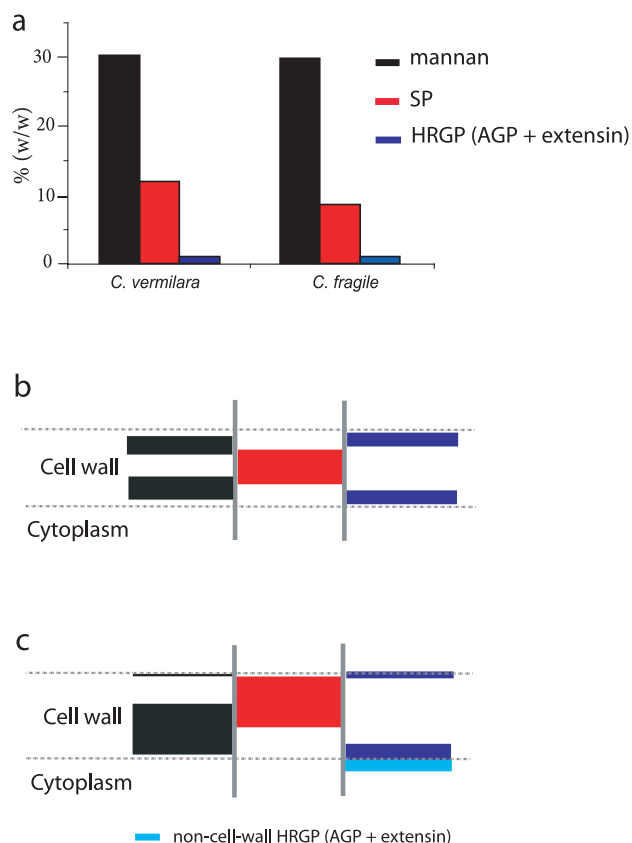 a
30
20
10
0
% (w/w)
mannan
SP
HRGP (AGP + extensin)
C. vermilara
C. fragile
b
Cell wall
Cytoplasm
c
Cell wall
Cytoplasm
non-cell-wall HRGP (AGP + extensin)